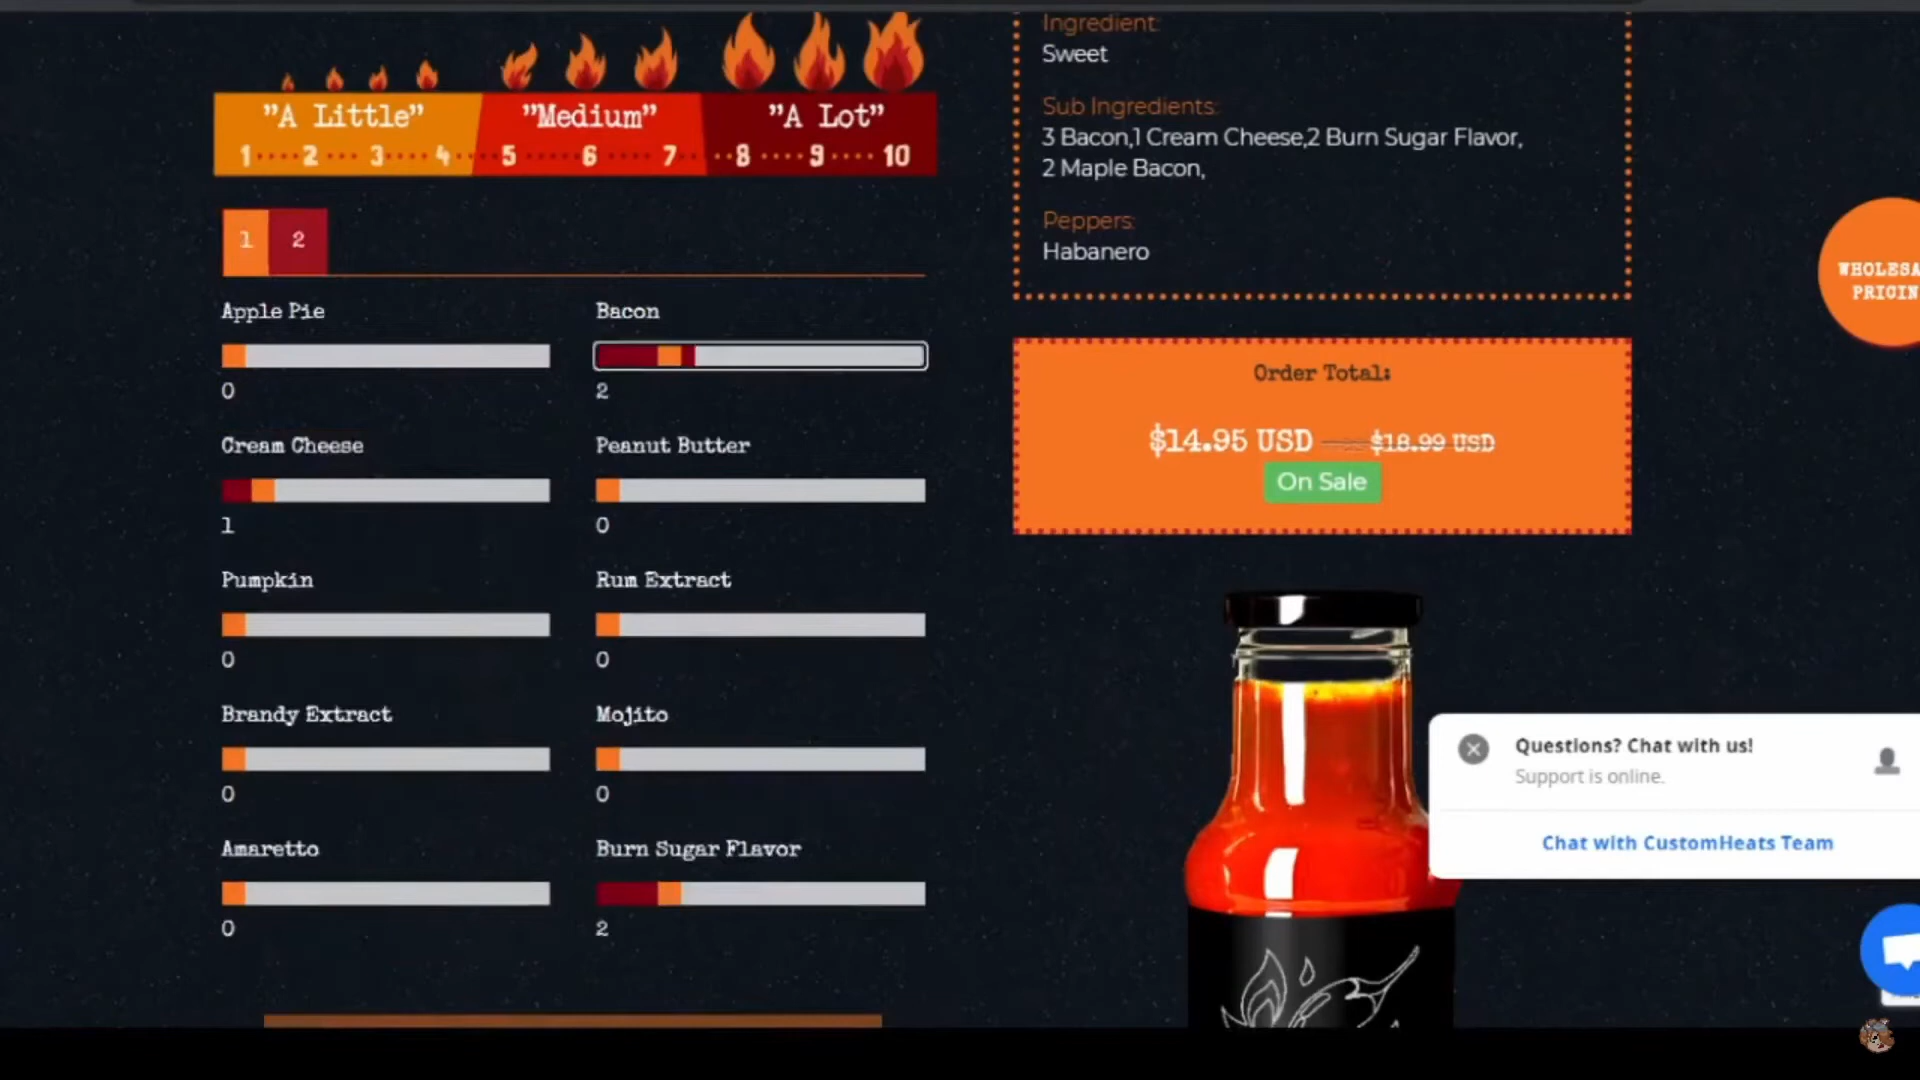 "A Little"
"Medium"
"A Lot"
1 2 3 4 5 6 7 8 9 10
1 2
Apple Pie
0
Bacon
2
Cream Cheese
1
Peanut Butter
0
Pumpkin
0
Rum Extract
0
Brandy Extract
0
Mojito
0
Amaretto
0
Burn Sugar Flavor
2
Ingredient:
Sweet
Sub Ingredients:
3 Bacon,1 Cream Cheese,2 Burn Sugar Flavor,
2 Maple Bacon,
Peppers:
Habanero
Order Total:
$14.95 USD $18.99 USD
On Sale
WHOLESA
PRICIN
Questions? Chat with us!
Support is online.
Chat with CustomHeats Team